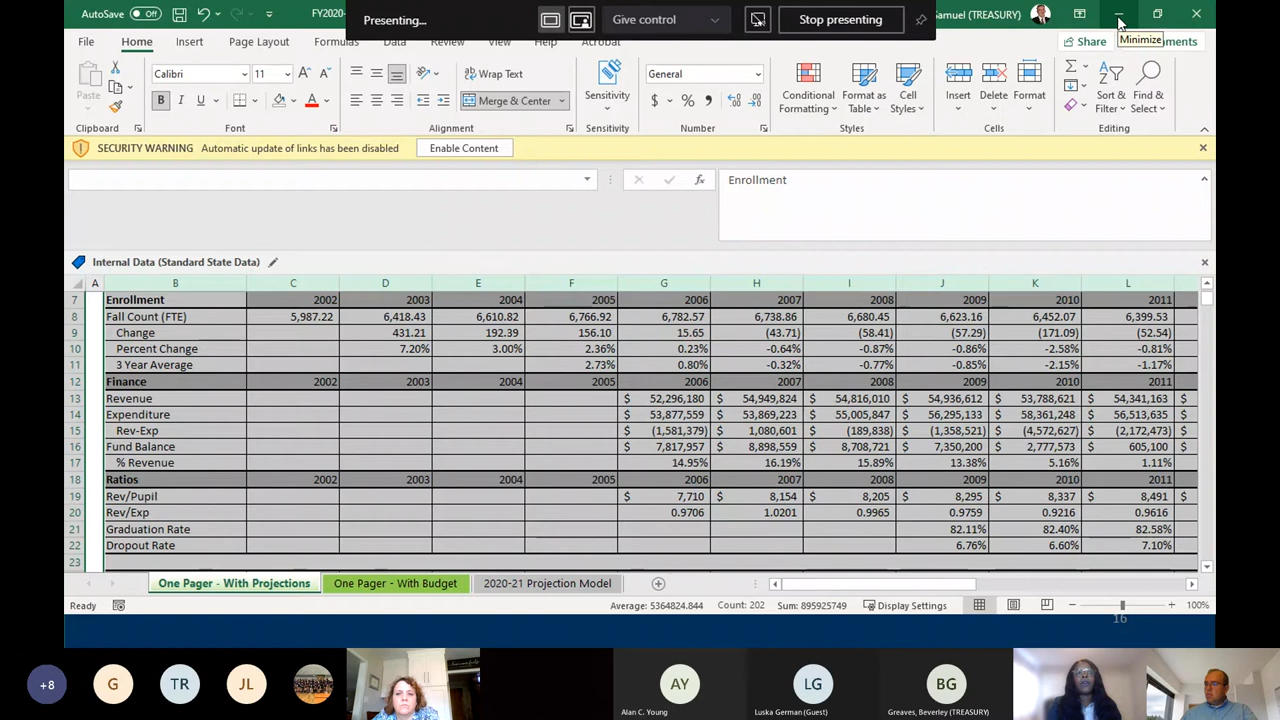 AutoSave Off FY2020- Presenting... Give control Stop presenting Samuel (TREASURY)
Minimize
File Home Insert Page Layout Formulas Data View Help Acrobat Share Comments
Calibri 11 Wrap Text General
Paste B I U Merge & Center $ % Sensitivity Conditional Formatting Format as Table Cell Styles Insert Delete Format Sort & Filter Find & Select
Clipboard Font Alignment Sensitivity Number Styles Cells Editing
SECURITY WARNING Automatic update of links has been disabled Enable Content
fx Enrollment
Internal Data (Standard State Data)
A B C D E F G H I J K L
7 Enrollment 2002 2003 2004 2005 2006 2007 2008 2009 2010 2011
8 Fall Count (FTE) 5,987.22 6,418.43 6,610.82 6,766.92 6,782.57 6,738.86 6,680.45 6,623.16 6,452.07 6,399.53
9 Change 431.21 192.39 156.10 15.65 (43.71) (58.41) (57.29) (171.09) (52.54)
10 Percent Change 7.20% 3.00% 2.36% 0.23% -0.64% -0.87% -0.86% -2.58% -0.81%
11 3 Year Average 2.73% 0.80% -0.32% -0.77% -0.85% -2.15% -1.17%
12 Finance 2002 2003 2004 2005 2006 2007 2008 2009 2010 2011
13 Revenue $ 52,296,180 $ 54,949,824 $ 54,816,010 $ 54,936,612 $ 53,788,621 $ 54,341,163 $
14 Expenditure $ 53,877,559 $ 53,869,223 $ 55,005,847 $ 56,295,133 $ 58,361,248 $ 56,513,635 $
15 Rev-Exp $ (1,581,379) $ 1,080,601 $ (189,838) $ (1,358,521) $ (4,572,627) $ (2,172,473) $
16 Fund Balance $ 7,817,957 $ 8,898,559 $ 8,708,721 $ 7,350,200 $ 2,777,573 $ 605,100 $
17 % Revenue 14.95% 16.19% 15.89% 13.38% 5.16% 1.11%
18 Ratios 2002 2003 2004 2005 2006 2007 2008 2009 2010 2011
19 Rev/Pupil $ 7,710 $ 8,154 $ 8,205 $ 8,295 $ 8,337 $ 8,491 $
20 Rev/Exp 0.9706 1.0201 0.9965 0.9759 0.9216 0.9616
21 Graduation Rate 82.11% 82.40% 82.58%
22 Dropout Rate 6.76% 6.60% 7.10%
23
One Pager - With Projections One Pager - With Budget 2020-21 Projection Model
Ready Average: 5364824.844 Count: 202 Sum: 895925749 Display Settings 100%
16
+8 G TR JL AY LG BG
Alan C. Young Luska German (Guest) Greaves, Beverley (TREASURY)